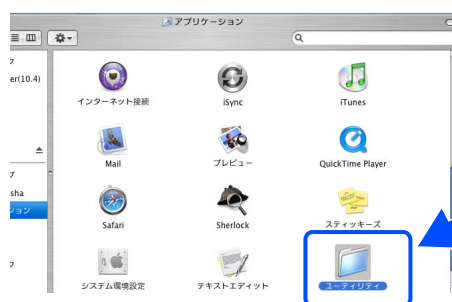 アプリケーション
er(10.4)
インターネット接続
iSync
iTunes
Mail
プレビュー
QuickTime Player
sha
ション
Safari
Sherlock
スティッキーズ
システム環境設定
テキストエディット
ユーティリティ